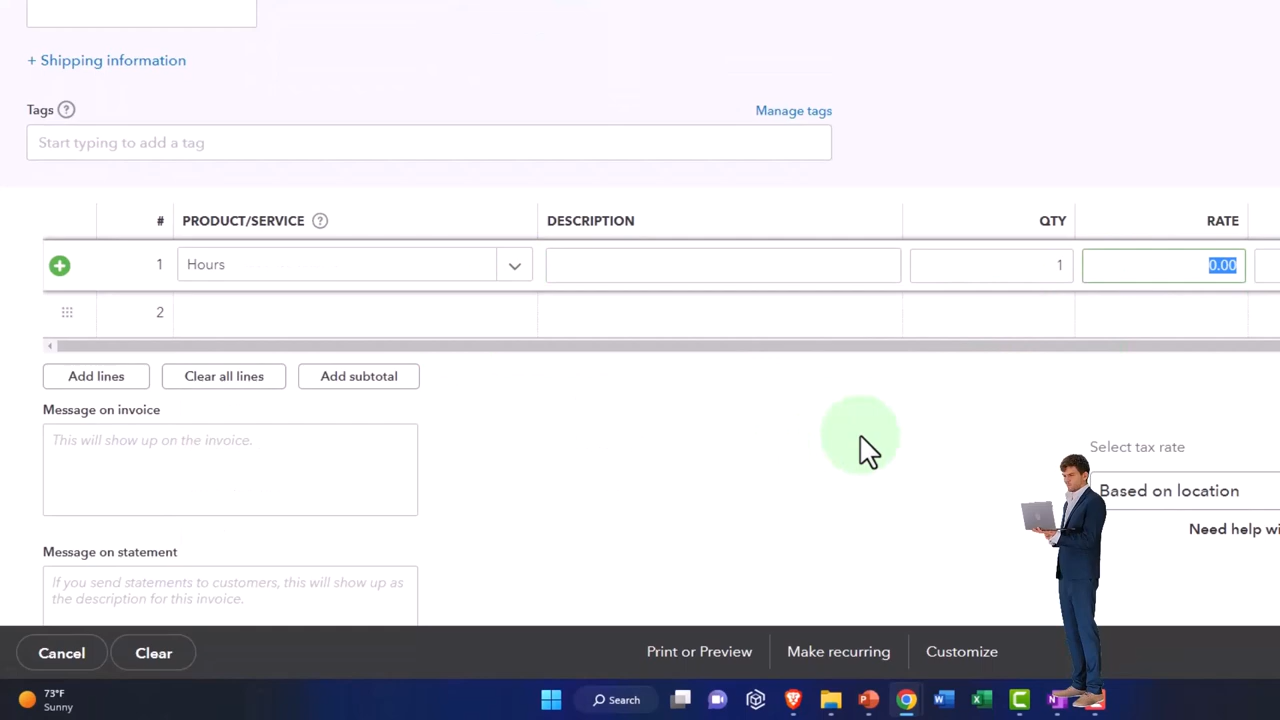 + Shipping information
Tags ?
Manage tags
Start typing to add a tag
# PRODUCT/SERVICE ? DESCRIPTION QTY RATE
1 Hours 1 0.00
2
Add lines Clear all lines Add subtotal
Message on invoice
This will show up on the invoice.
Select tax rate
Based on location
Need help wi
Message on statement
If you send statements to customers, this will show up as
the description for this invoice.
Cancel Clear Print or Preview Make recurring Customize
73°F
Sunny
Search